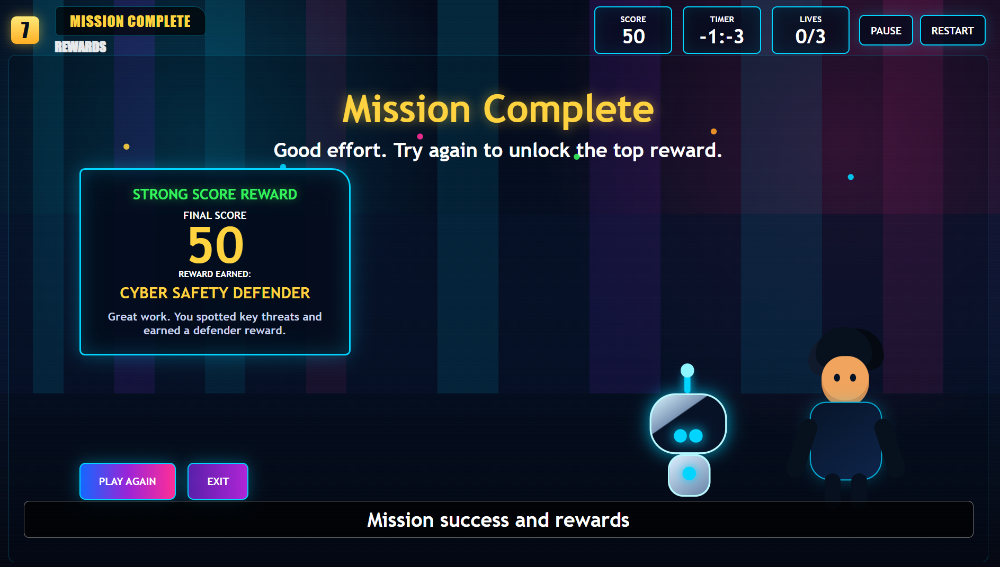 7
MISSION COMPLETE
REWARDS
SCORE
50
TIMER
-1:-3
LIVES
0/3
PAUSE
RESTART
Mission Complete
Good effort. Try again to unlock the top reward.
STRONG SCORE REWARD
FINAL SCORE
50
REWARD EARNED:
CYBER SAFETY DEFENDER
Great work. You spotted key threats and
earned a defender reward.
PLAY AGAIN
EXIT
Mission success and rewards